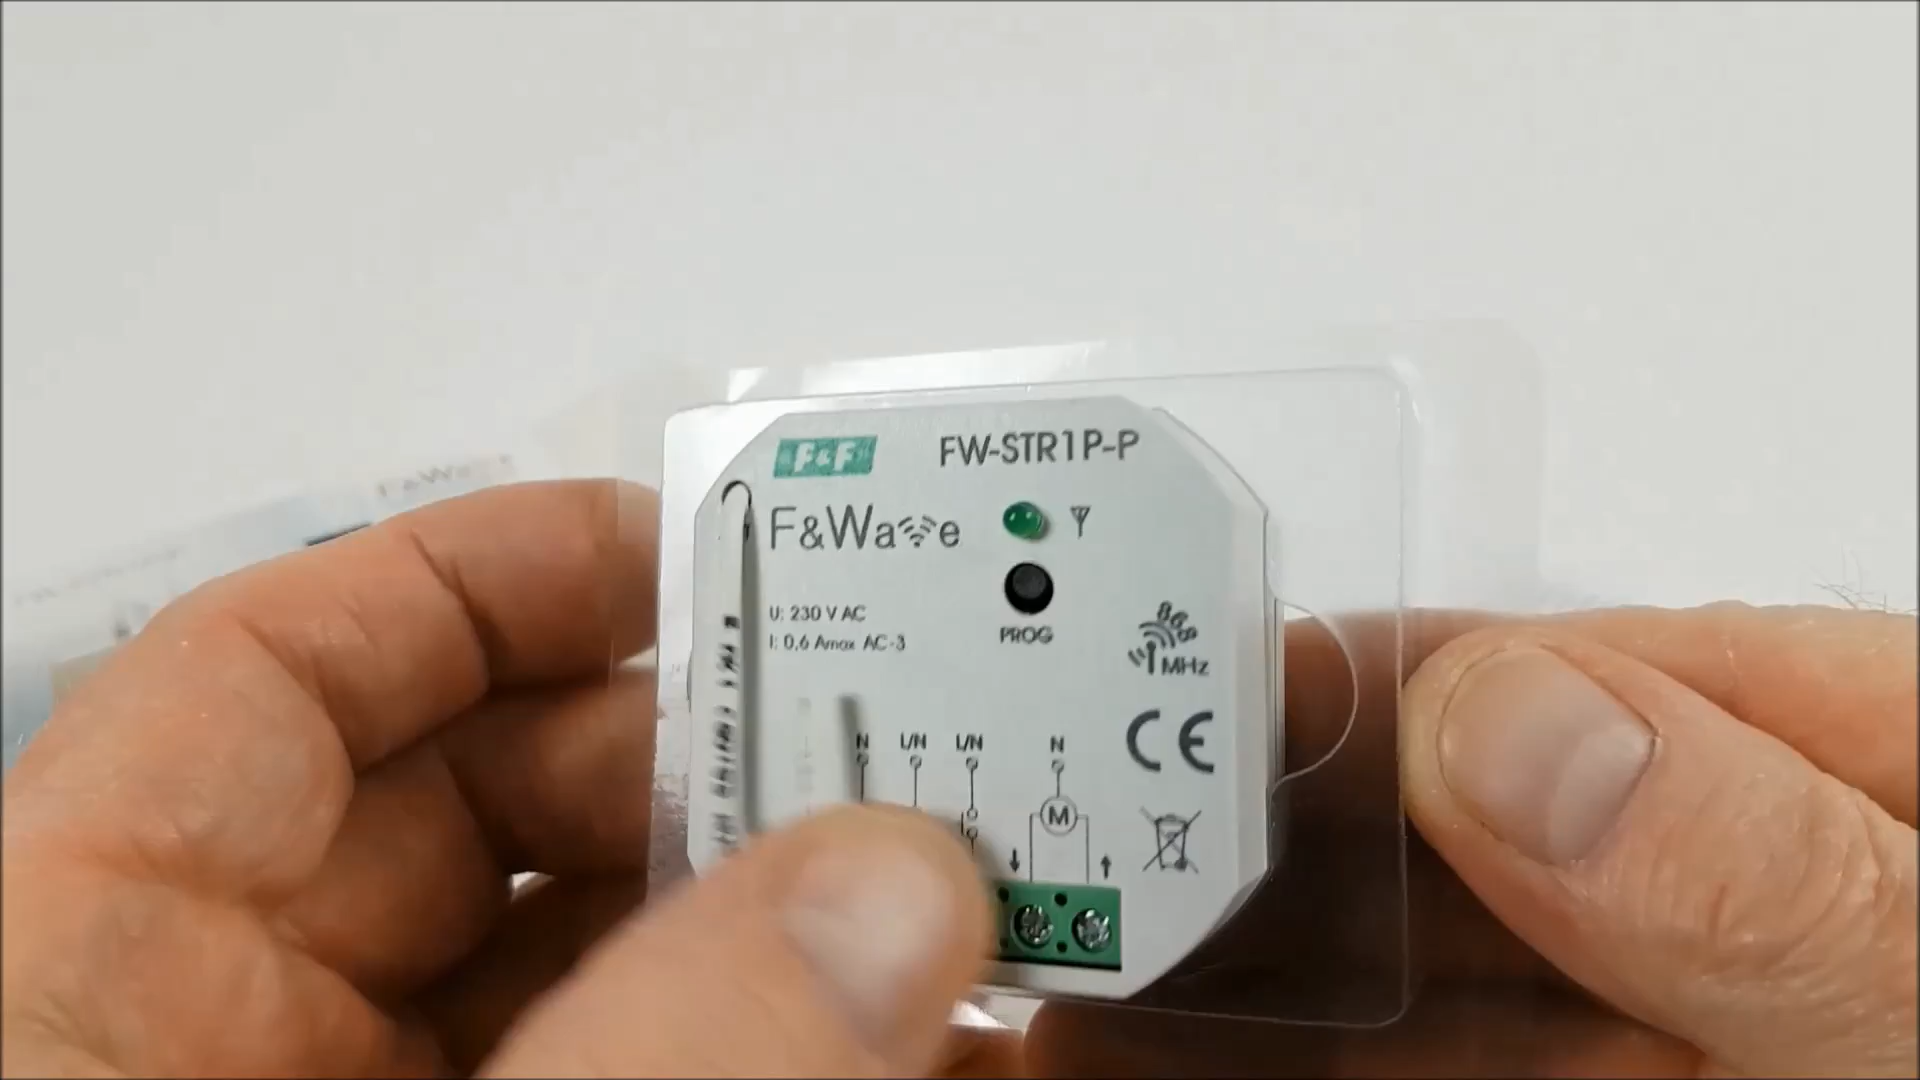 F&F
FW-STR1P-P
F&Wave
U: 230 V AC
I: 0,6 Amax AC-3
PROG
868
MHz
N L/N L/N N
M
CE